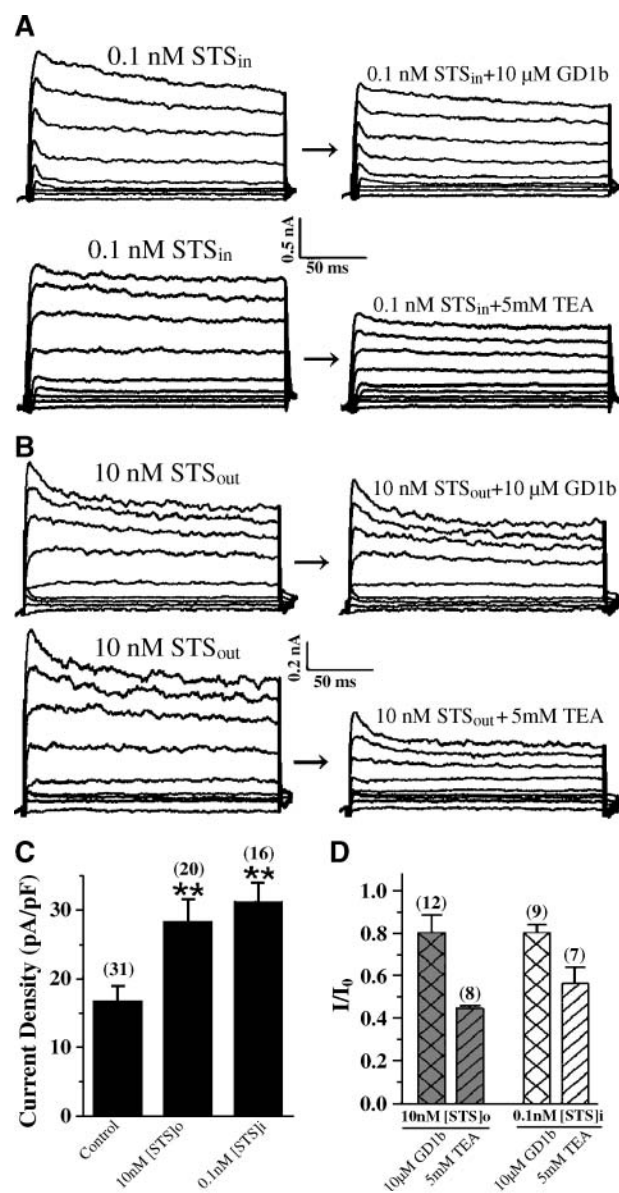 A
0.1 nM STSin
0.1 nM STSin+10 μM GD1b
0.5 nA
50 ms
0.1 nM STSin
0.1 nM STSin+5mM TEA
B
10 nM STSout
10 nM STSout+10 μM GD1b
0.2 nA
50 ms
10 nM STSout
10 nM STSout+ 5mM TEA
C
Current Density (pA/pF)
30
20
10
0
(31)
(20)
**
(16)
**
Control
10nM [STS]o
0.1nM [STS]i
D
I/I0
1.0
0.8
0.6
0.4
0.2
0.0
(12)
(8)
(9)
(7)
10nM [STS]o
0.1nM [STS]i
10μM GD1b
5mM TEA
10μM GD1b
5mM TEA